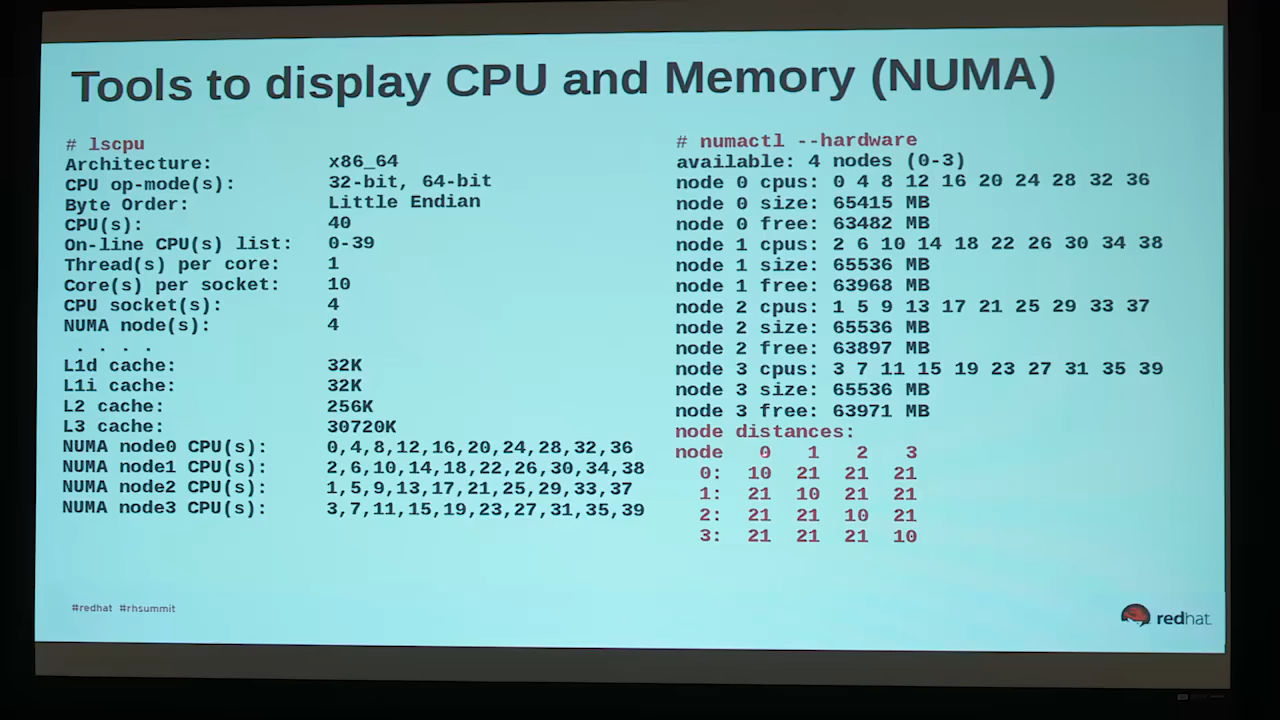 Tools to display CPU and Memory (NUMA)
# lscpu
Architecture: x86_64
CPU op-mode(s): 32-bit, 64-bit
Byte Order: Little Endian
CPU(s): 40
On-line CPU(s) list: 0-39
Thread(s) per core: 1
Core(s) per socket: 10
CPU socket(s): 4
NUMA node(s): 4
. . . .
L1d cache: 32K
L1i cache: 32K
L2 cache: 256K
L3 cache: 30720K
NUMA node0 CPU(s): 0,4,8,12,16,20,24,28,32,36
NUMA node1 CPU(s): 2,6,10,14,18,22,26,30,34,38
NUMA node2 CPU(s): 1,5,9,13,17,21,25,29,33,37
NUMA node3 CPU(s): 3,7,11,15,19,23,27,31,35,39
# numactl --hardware
available: 4 nodes (0-3)
node 0 cpus: 0 4 8 12 16 20 24 28 32 36
node 0 size: 65415 MB
node 0 free: 63482 MB
node 1 cpus: 2 6 10 14 18 22 26 30 34 38
node 1 size: 65536 MB
node 1 free: 63968 MB
node 2 cpus: 1 5 9 13 17 21 25 29 33 37
node 2 size: 65536 MB
node 2 free: 63897 MB
node 3 cpus: 3 7 11 15 19 23 27 31 35 39
node 3 size: 65536 MB
node 3 free: 63971 MB
node distances:
node 0 1 2 3
0: 10 21 21 21
1: 21 10 21 21
2: 21 21 10 21
3: 21 21 21 10
#redhat #rhsummit
redhat.